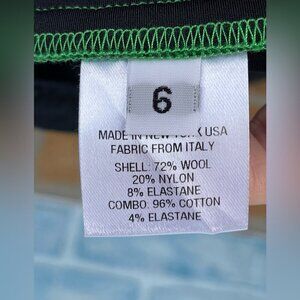 6
MADE IN NEW YORK USA
FABRIC FROM ITALY
SHELL: 72% WOOL
20% NYLON
8% ELASTANE
COMBO: 96% COTTON
4% ELASTANE